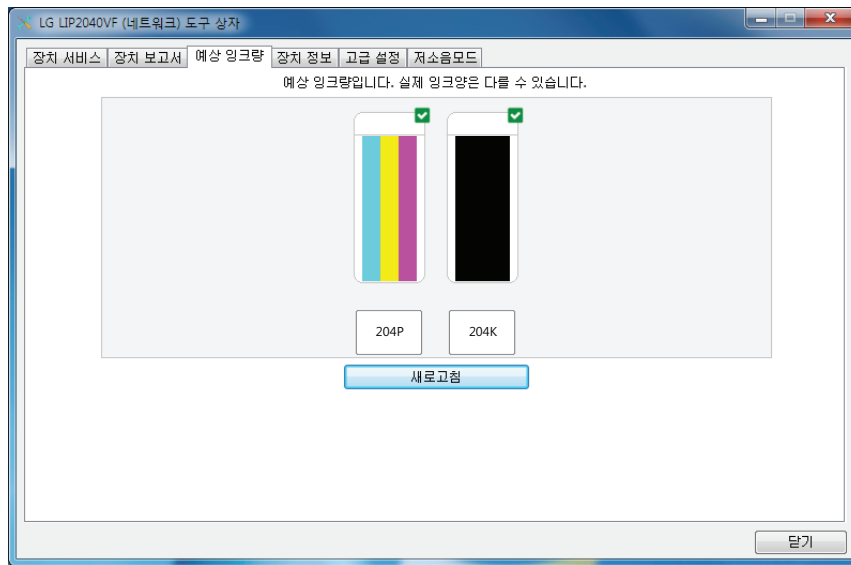 LG LIP2040VF (네트워크) 도구 상자
장치 서비스 장치 보고서 예상 잉크량 장치 정보 고급 설정 저소음모드
예상 잉크량입니다. 실제 잉크양은 다를 수 있습니다.
204P 204K
새로고침
닫기